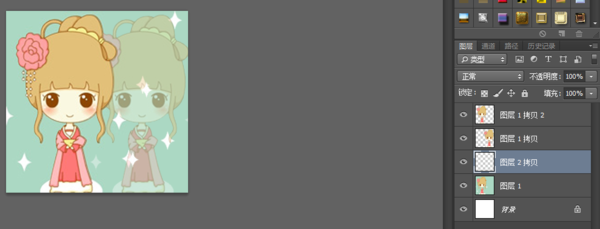 图层 通道 路径 历史记录
类型
正常 不透明度: 100%
锁定: 填充: 100%
图层 1 拷贝 2
图层 1 拷贝
图层 2 拷贝
图层 1
背景